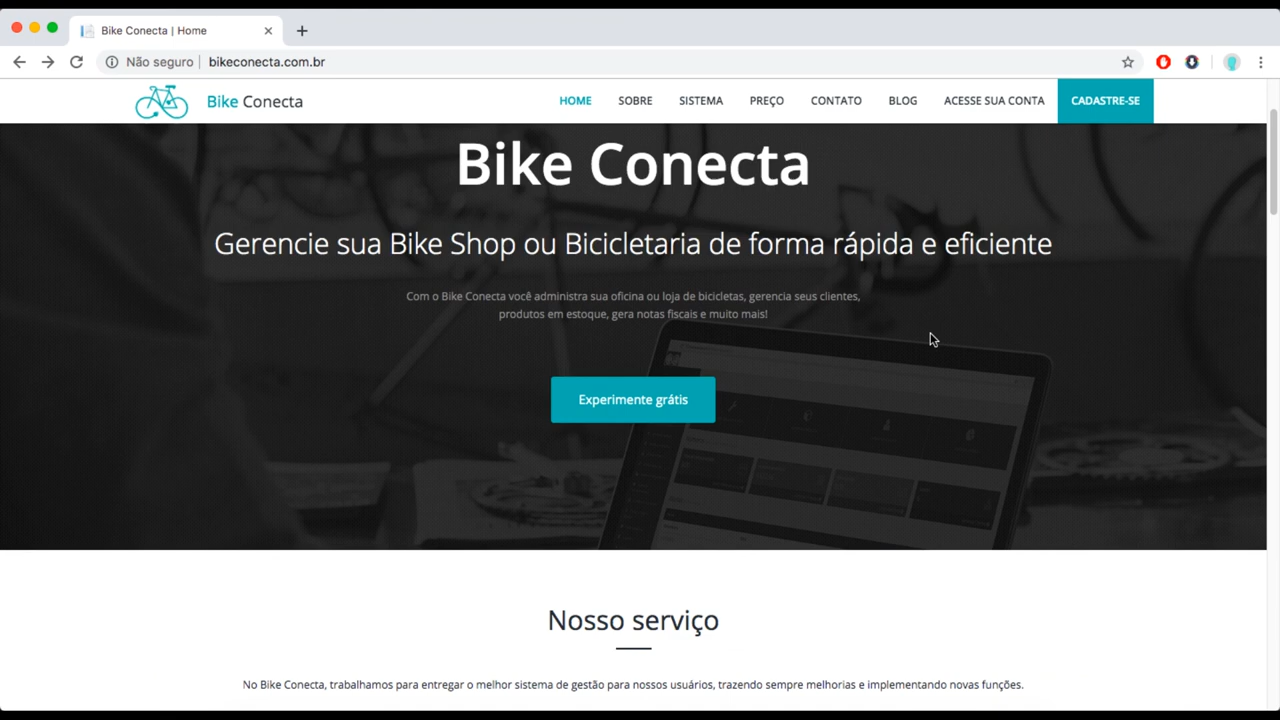 Bike Conecta | Home
Não seguro bikeconecta.com.br
Bike Conecta
HOME SOBRE SISTEMA PREÇO CONTATO BLOG ACESSE SUA CONTA CADASTRE-SE
Bike Conecta
Gerencie sua Bike Shop ou Bicicletaria de forma rápida e eficiente
Com o Bike Conecta você administra sua oficina ou loja de bicicletas, gerencia seus clientes,
produtos em estoque, gera notas fiscais e muito mais!
Experimente grátis
Nosso serviço
No Bike Conecta, trabalhamos para entregar o melhor sistema de gestão para nossos usuários, trazendo sempre melhorias e implementando novas funções.